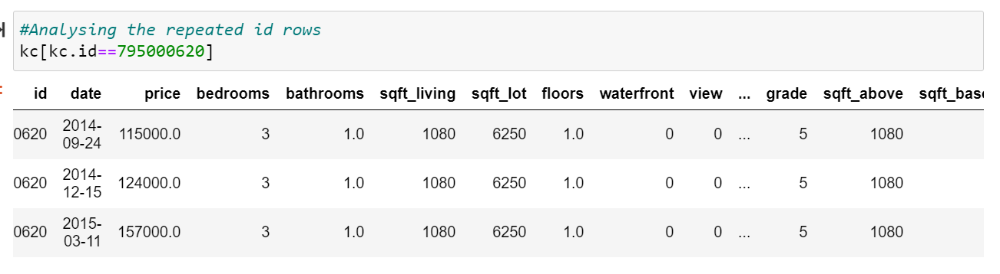 #Analysing the repeated id rows
kc[kc.id==795000620]
id date price bedrooms bathrooms sqft_living sqft_lot floors waterfront view ... grade sqft_above sqft_base
0620 2014-09-24 115000.0 3 1.0 1080 6250 1.0 0 0 ... 5 1080
0620 2014-12-15 124000.0 3 1.0 1080 6250 1.0 0 0 ... 5 1080
0620 2015-03-11 157000.0 3 1.0 1080 6250 1.0 0 0 ... 5 1080